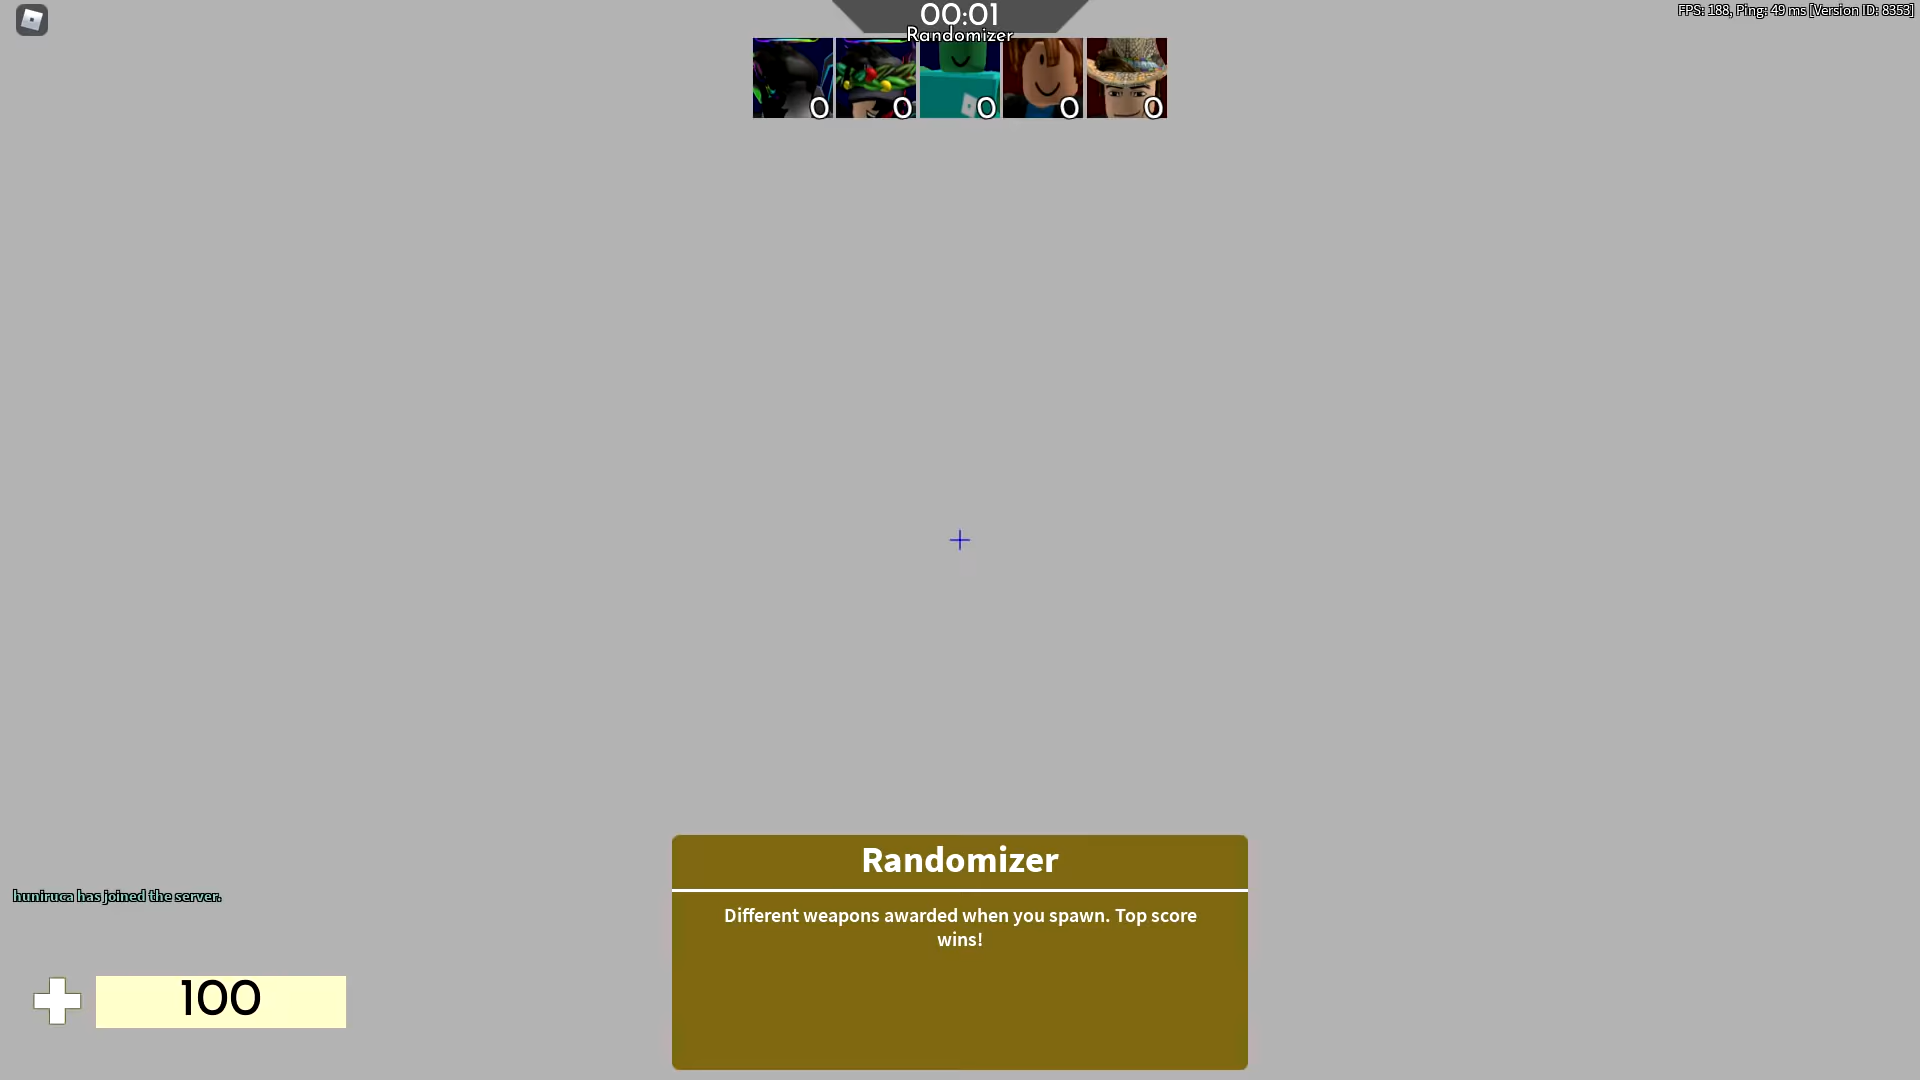 00:01
FPS: 188, Ping: 49 ms [Version ID: 8353]
Randomizer
0 0 0 0 0
Randomizer
Different weapons awarded when you spawn. Top score
wins!
huniruca has joined the server.
100